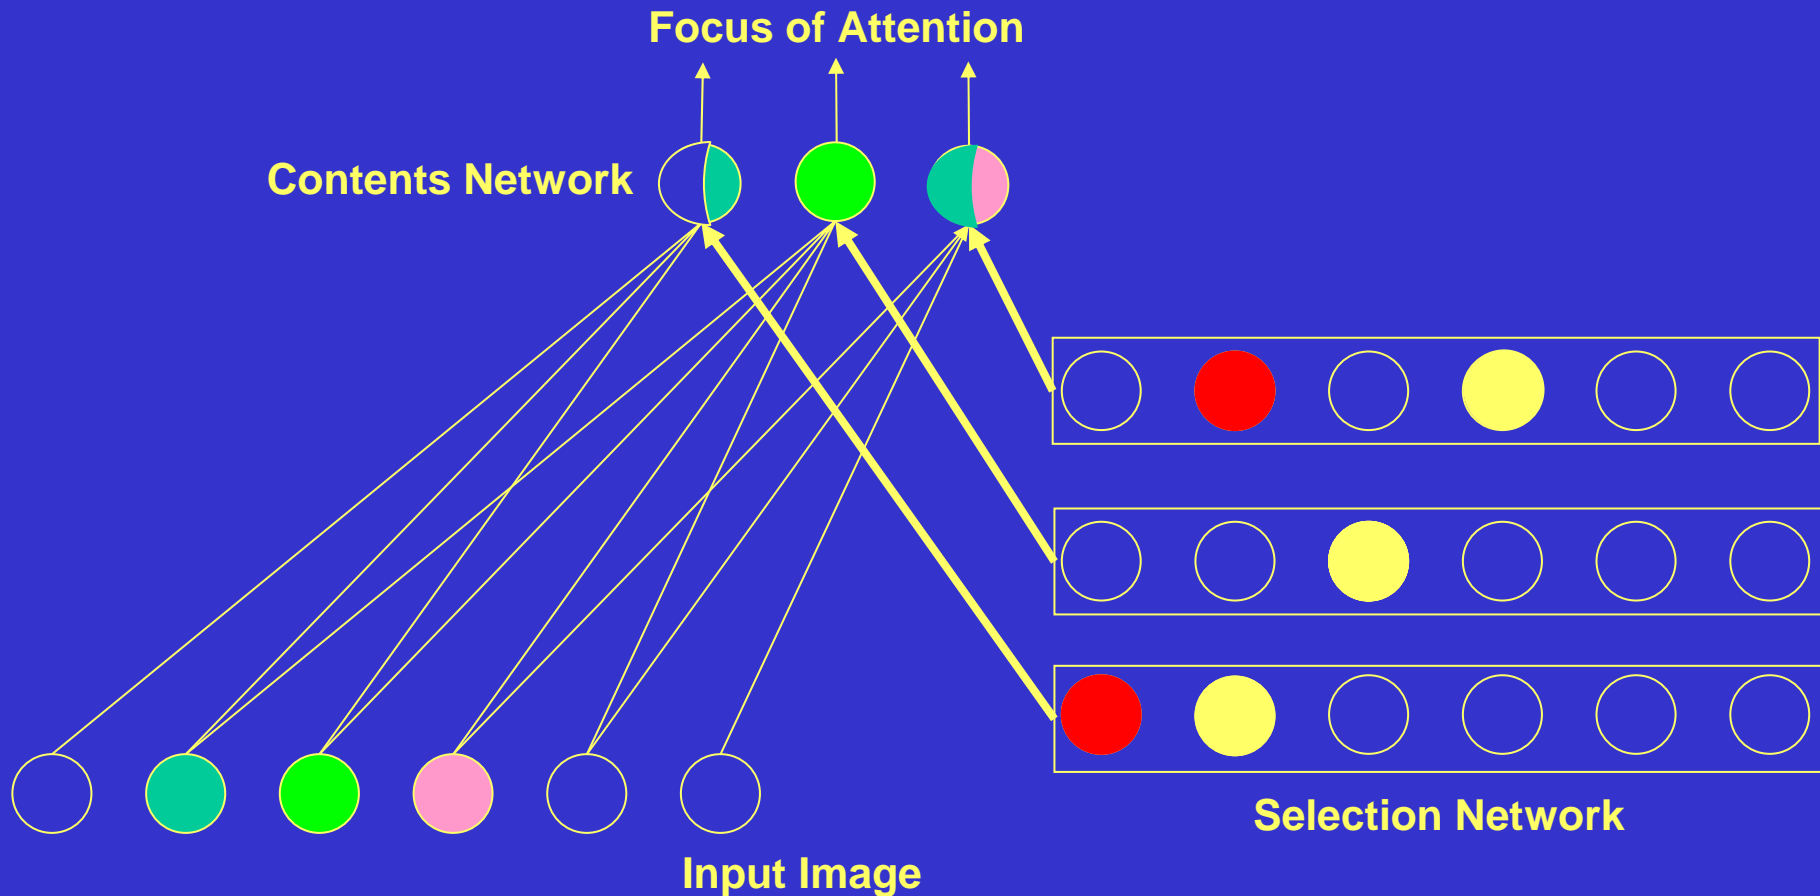 Focus of Attention
Contents Network
Selection Network
Input Image